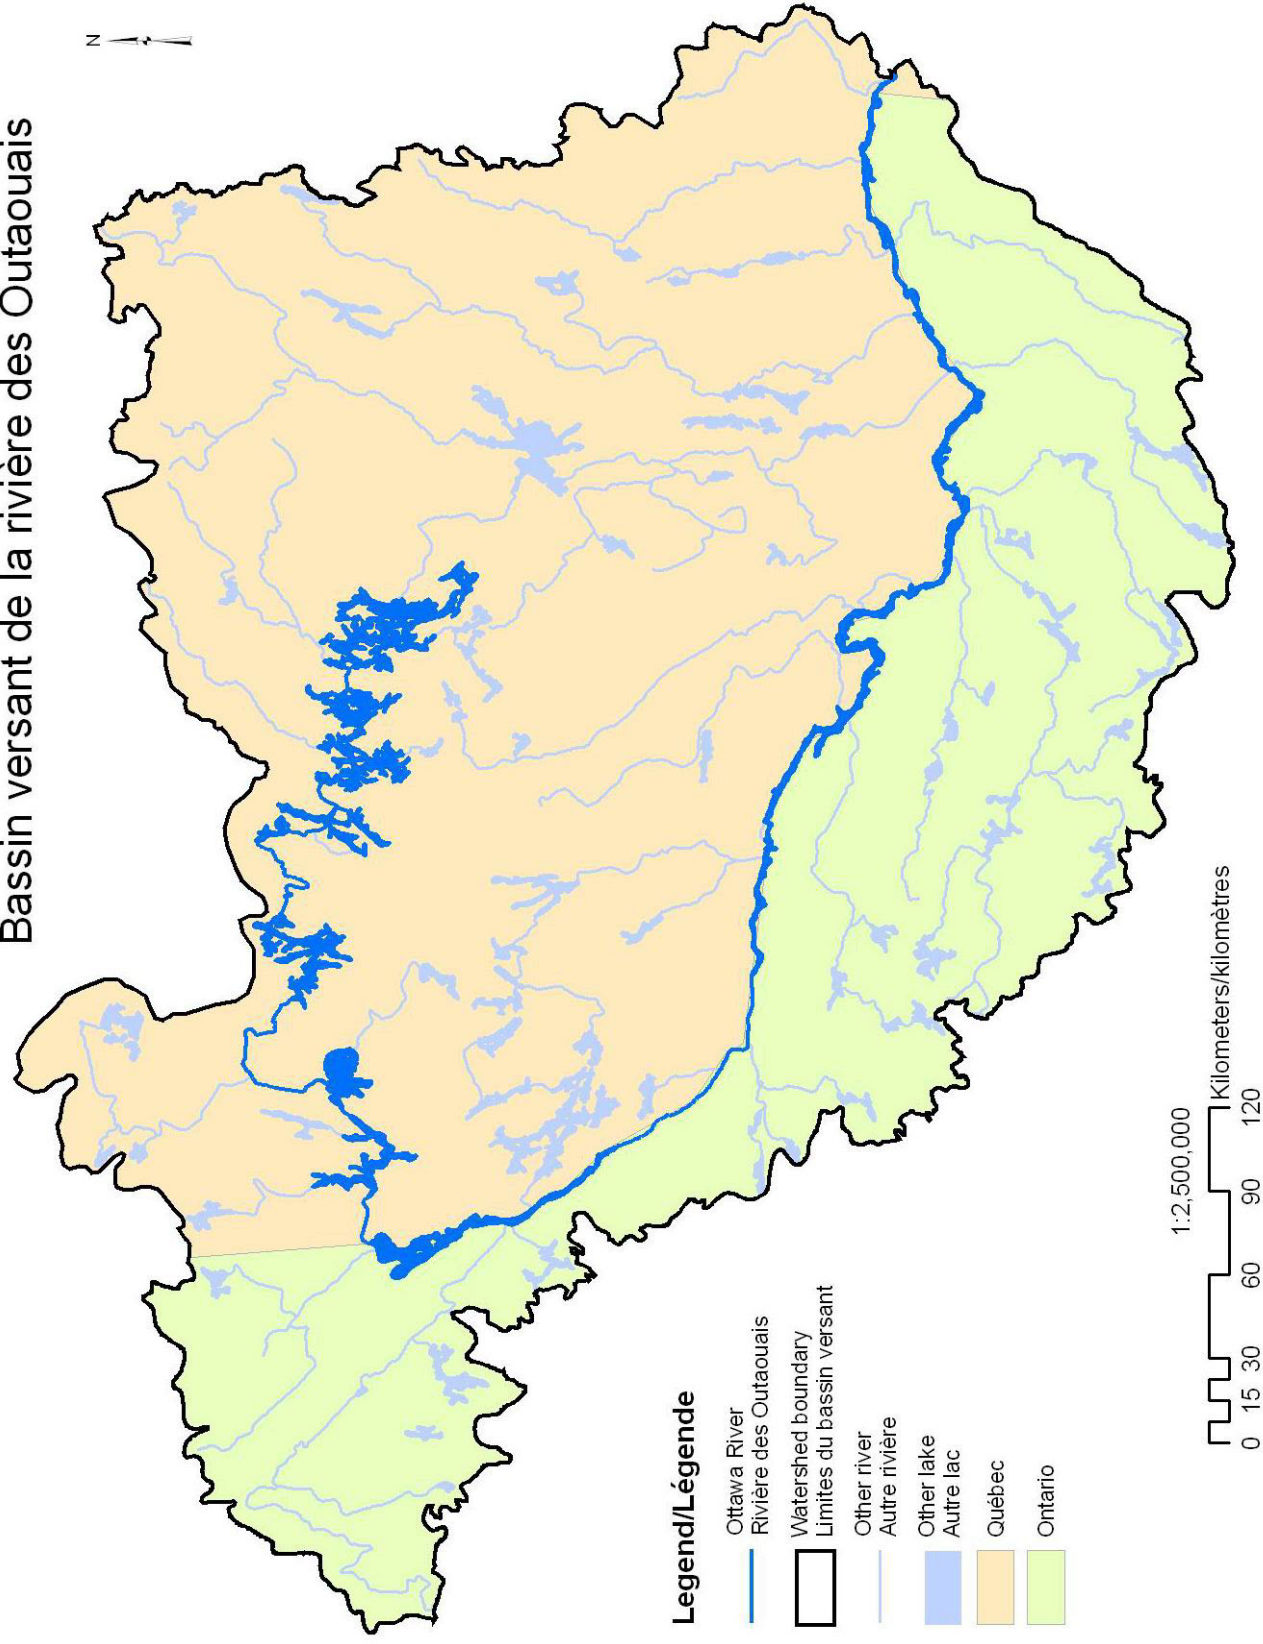 Bassin versant de la rivière des Outaouais
N
Legend/Légende
Ottawa River
Rivière des Outaouais
Watershed boundary
Limites du bassin versant
Other river
Autre rivière
Other lake
Autre lac
Québec
Ontario
1:2,500,000
Kilometers/kilomètres
0 15 30 60 90 120